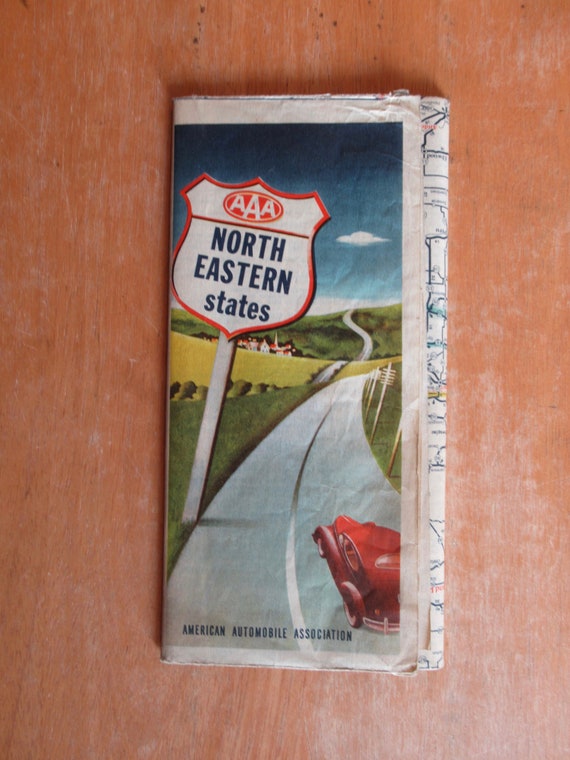 AAA
NORTH
EASTERN
states
AMERICAN AUTOMOBILE ASSOCIATION